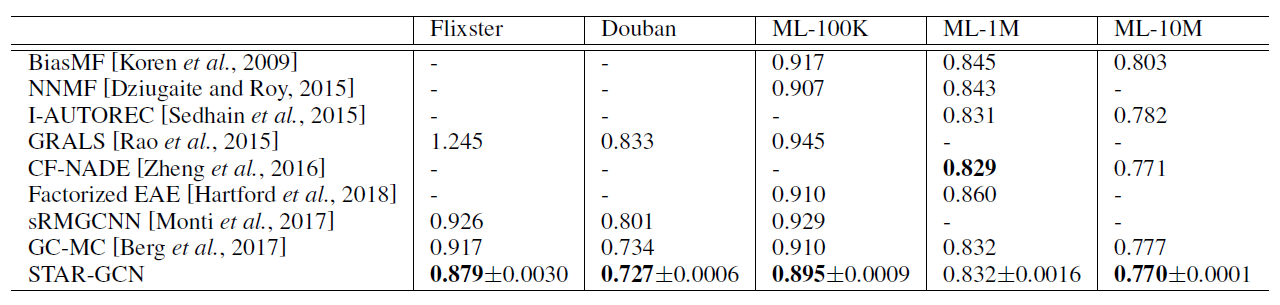 Flixster Douban ML-100K ML-1M ML-10M
BiasMF [Koren et al., 2009] - - 0.917 0.845 0.803
NNMF [Dziugaite and Roy, 2015] - - 0.907 0.843 -
I-AUTOREC [Sedhain et al., 2015] - - - 0.831 0.782
GRALS [Rao et al., 2015] 1.245 0.833 0.945 - -
CF-NADE [Zheng et al., 2016] - - - 0.829 0.771
Factorized EAE [Hartford et al., 2018] - - 0.910 0.860 -
sRMGCNN [Monti et al., 2017] 0.926 0.801 0.929 - -
GC-MC [Berg et al., 2017] 0.917 0.734 0.910 0.832 0.777
STAR-GCN 0.879±0.0030 0.727±0.0006 0.895±0.0009 0.832±0.0016 0.770±0.0001